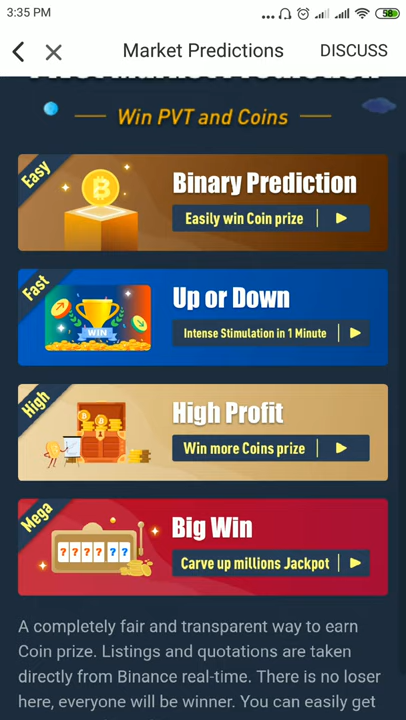 3:35 PM
58
Market Predictions
DISCUSS
Win PVT and Coins
Easy
Binary Prediction
Easily win Coin prize
Fast
Up or Down
WIN
Intense Stimulation in 1 Minute
High
High Profit
Win more Coins prize
Mega
Big Win
? ? ? ? ? ?
Carve up millions Jackpot
A completely fair and transparent way to earn
Coin prize. Listings and quotations are taken
directly from Binance real-time. There is no loser
here, everyone will be winner. You can easily get